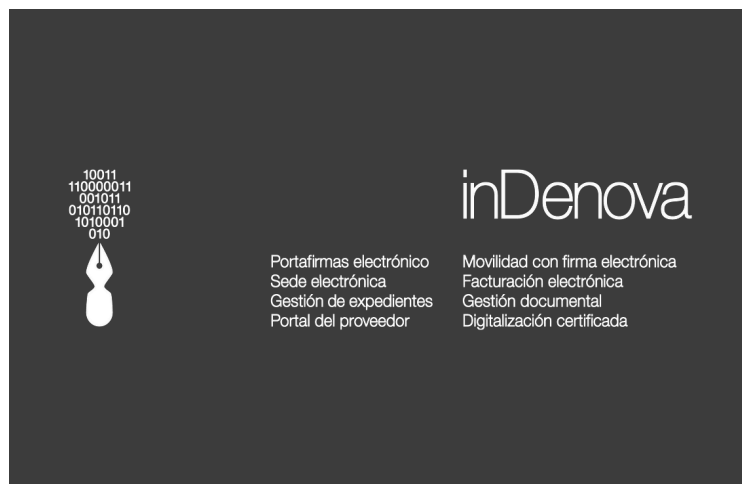 10011
110000011
001011
010110110
1010001
010
inDenova
Portafirmas electrónico
Sede electrónica
Gestión de expedientes
Portal del proveedor
Movilidad con firma electrónica
Facturación electrónica
Gestión documental
Digitalización certificada